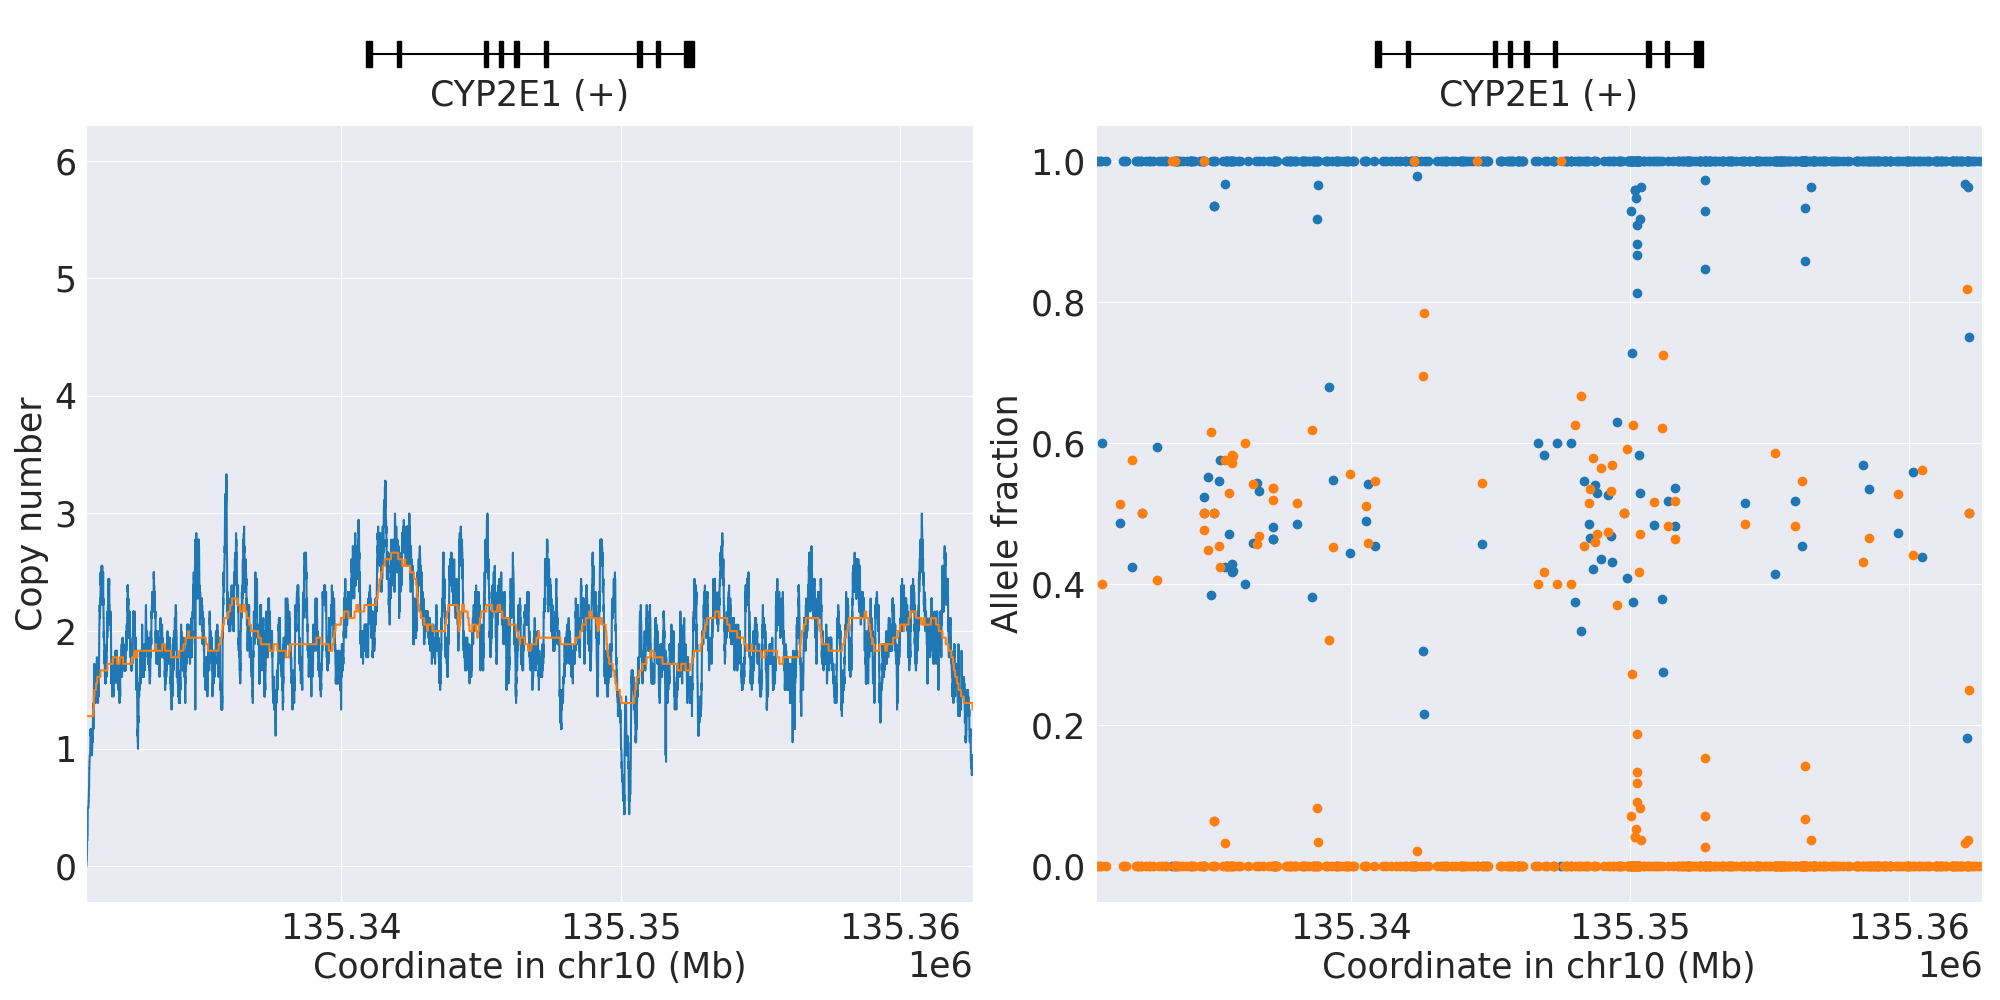 CYP2E1 (+)
6
5
4
3
2
1
0
Copy number
135.34 135.35 135.36
Coordinate in chr10 (Mb)
1e6
CYP2E1 (+)
1.0
0.8
0.6
0.4
0.2
0.0
Allele fraction
135.34 135.35 135.36
Coordinate in chr10 (Mb)
1e6